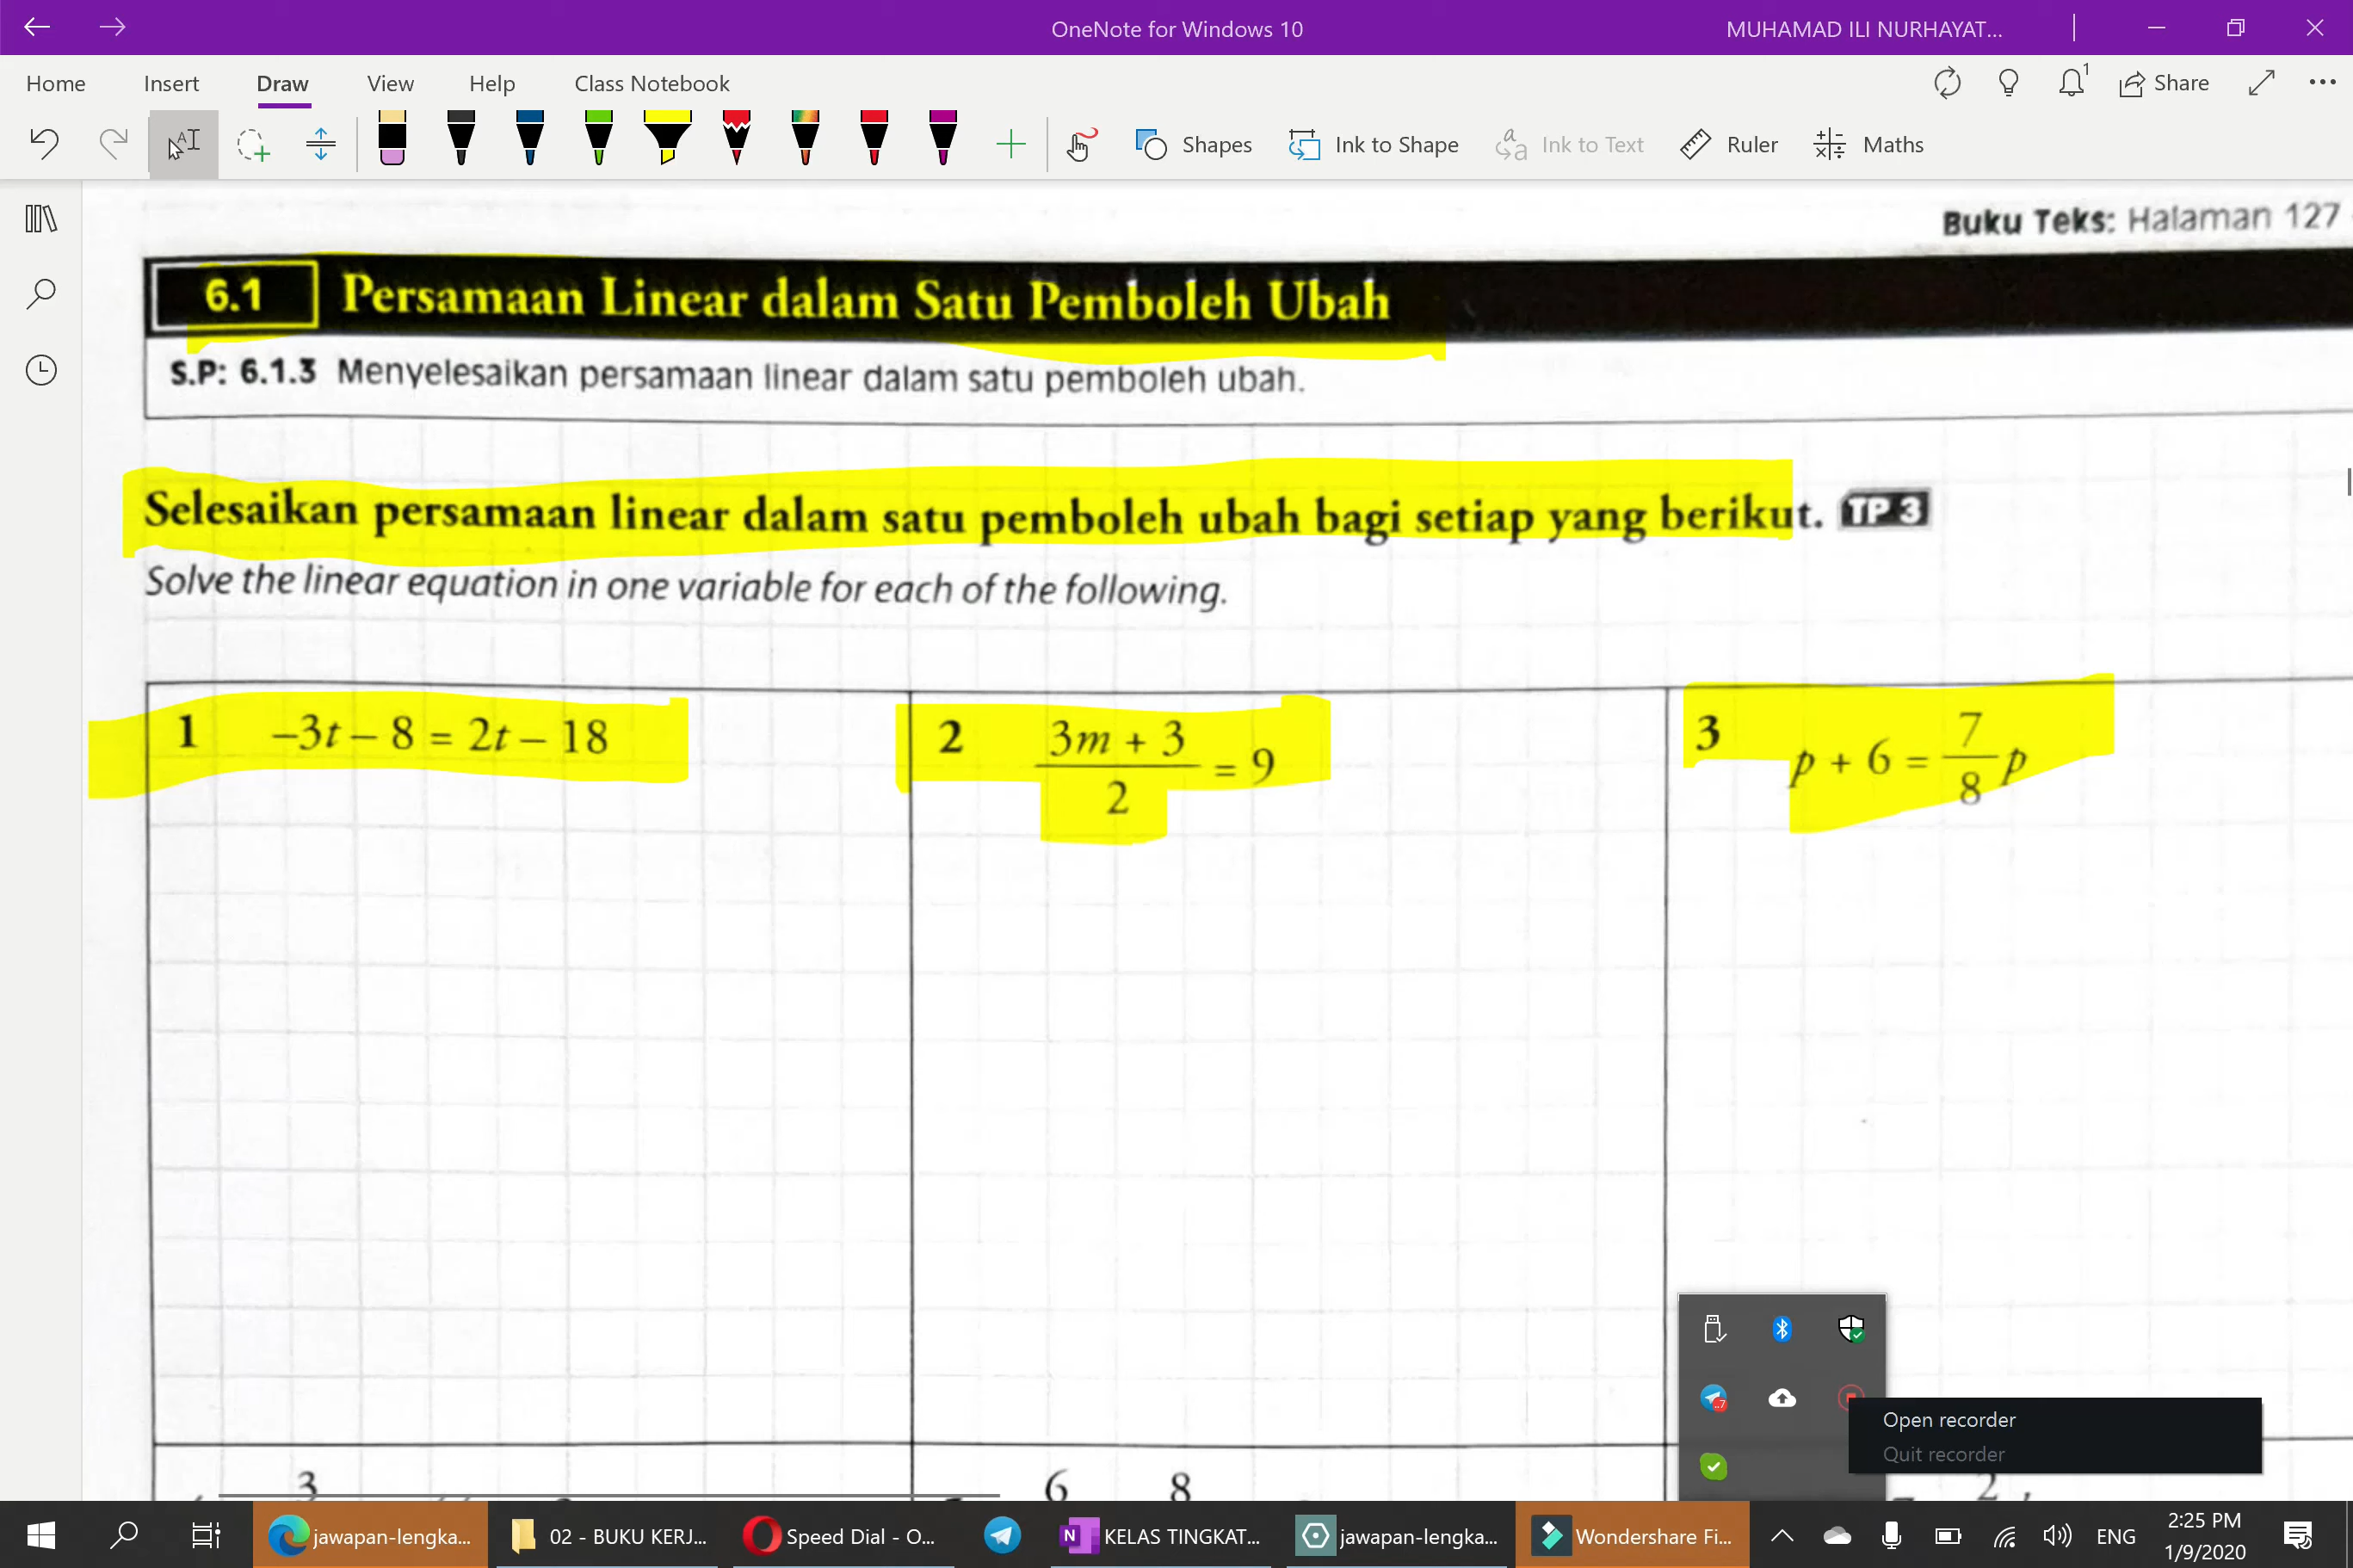 OneNote for Windows 10
MUHAMAD ILI NURHAYAT...
Home Insert Draw View Help Class Notebook
1
Share
Shapes Ink to Shape Ink to Text Ruler Maths
Buku Teks: Halaman 127
6.1 Persamaan Linear dalam Satu Pemboleh Ubah
S.P: 6.1.3 Menyelesaikan persamaan linear dalam satu pemboleh ubah.
Selesaikan persamaan linear dalam satu pemboleh ubah bagi setiap yang berikut. TP 3
Solve the linear equation in one variable for each of the following.
1 –3t – 8 = 2t – 18
2 (3m + 3)/2 = 9
3 p + 6 = 7/8 p
Open recorder
Quit recorder
3 6 8
jawapan-lengka... 02 - BUKU KERJ... Speed Dial - O... KELAS TINGKAT... jawapan-lengka... Wondershare Fi... ENG
2:25 PM
1/9/2020